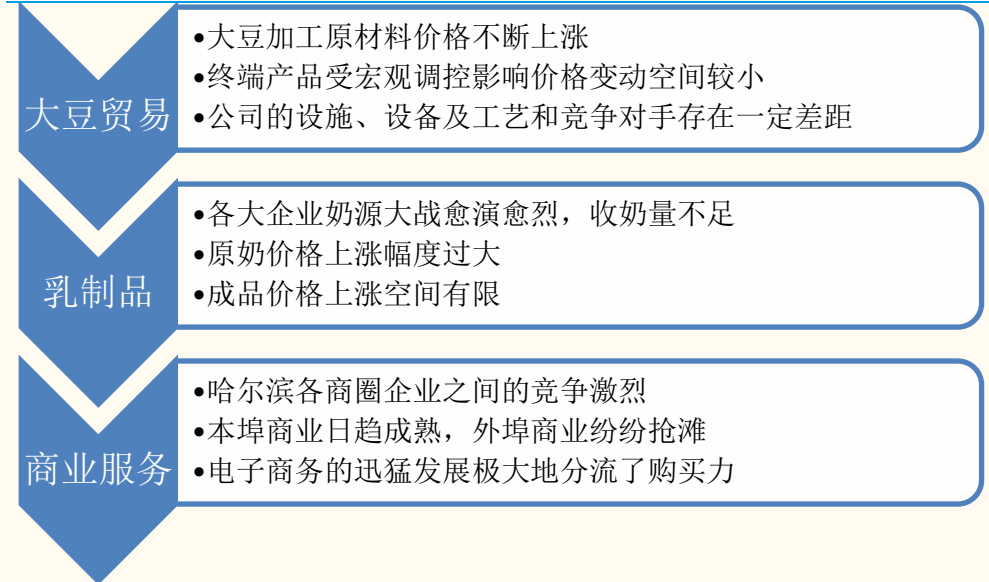 大豆贸易
•大豆加工原材料价格不断上涨
•终端产品受宏观调控影响价格变动空间较小
•公司的设施、设备及工艺和竞争对手存在一定差距
乳制品
•各大企业奶源大战愈演愈烈，收奶量不足
•原奶价格上涨幅度过大
•成品价格上涨空间有限
商业服务
•哈尔滨各商圈企业之间的竞争激烈
•本埠商业日趋成熟，外埠商业纷纷抢滩
•电子商务的迅猛发展极大地分流了购买力